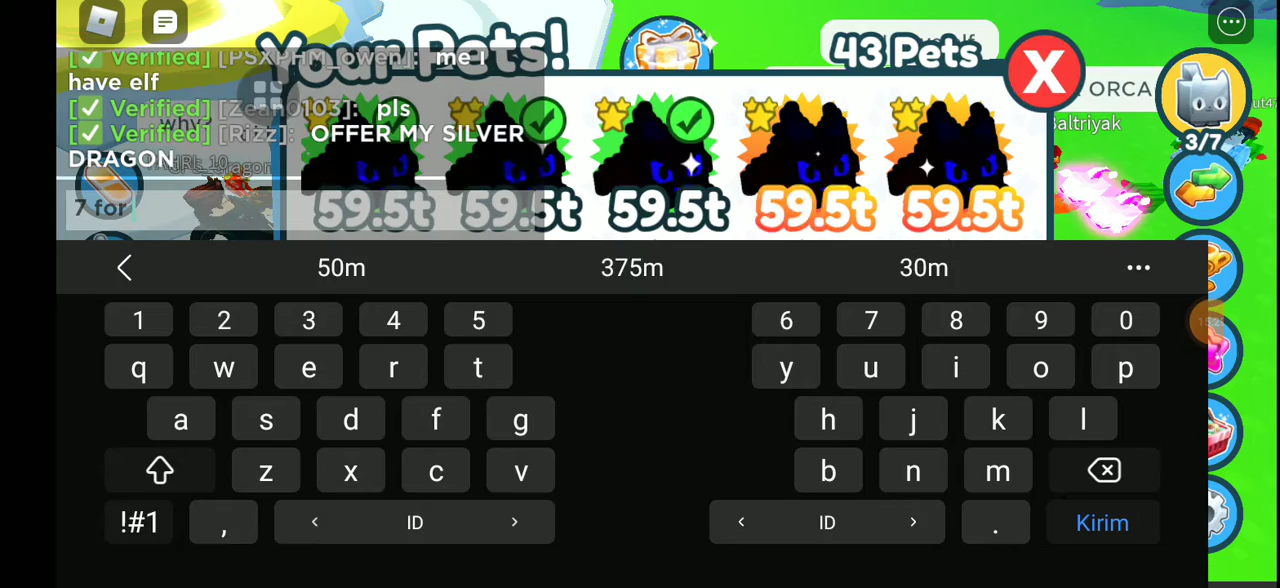 Your Pets!
43 Pets
X
[✅ Verified] [PSXPHM_owen]: me I
have elf
[✅ Verified] [Zean0103]: pls
[✅ Verified] [Rizz]: OFFER MY SILVER
DRAGON
why?
ORCA
Baltriyak
3/7
7 for
59.5t 59.5t 59.5t 59.5t 59.5t
50m 375m 30m
1 2 3 4 5 6 7 8 9 0
q w e r t y u i o p
a s d f g h j k l
z x c v b n m
!#1 , < ID > < ID > . Kirim